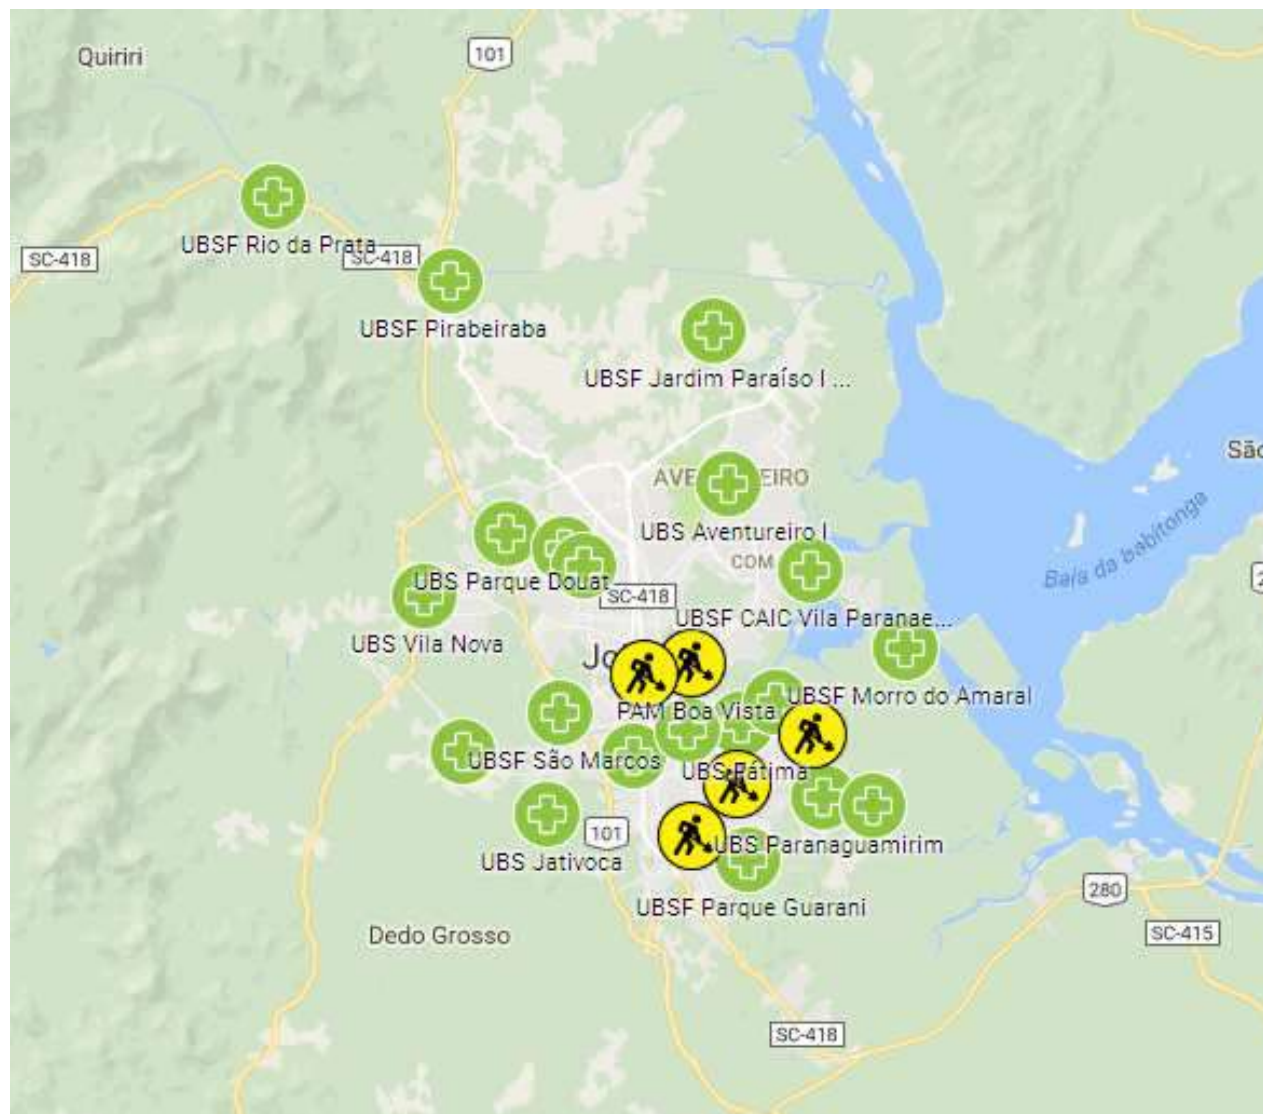 Quiriri
101
UBSF Rio da Prata
SC-418
SC-418
UBSF Pirabeiraba
UBSF Jardim Paraíso I ...
São
AVE EIRO
UBS Aventureiro I
Baía da babitonga
COM
2
UBS Parque Douat
SC-418
UBSF CAIC Vila Paranae...
UBS Vila Nova
Jo
UBSF Morro do Amaral
PAM Boa Vista
UBSF São Marcos
UBS Fátima
101
UBS Paranaguamirim
UBS Jativoca
280
UBSF Parque Guarani
Dedo Grosso
SC-415
SC-418